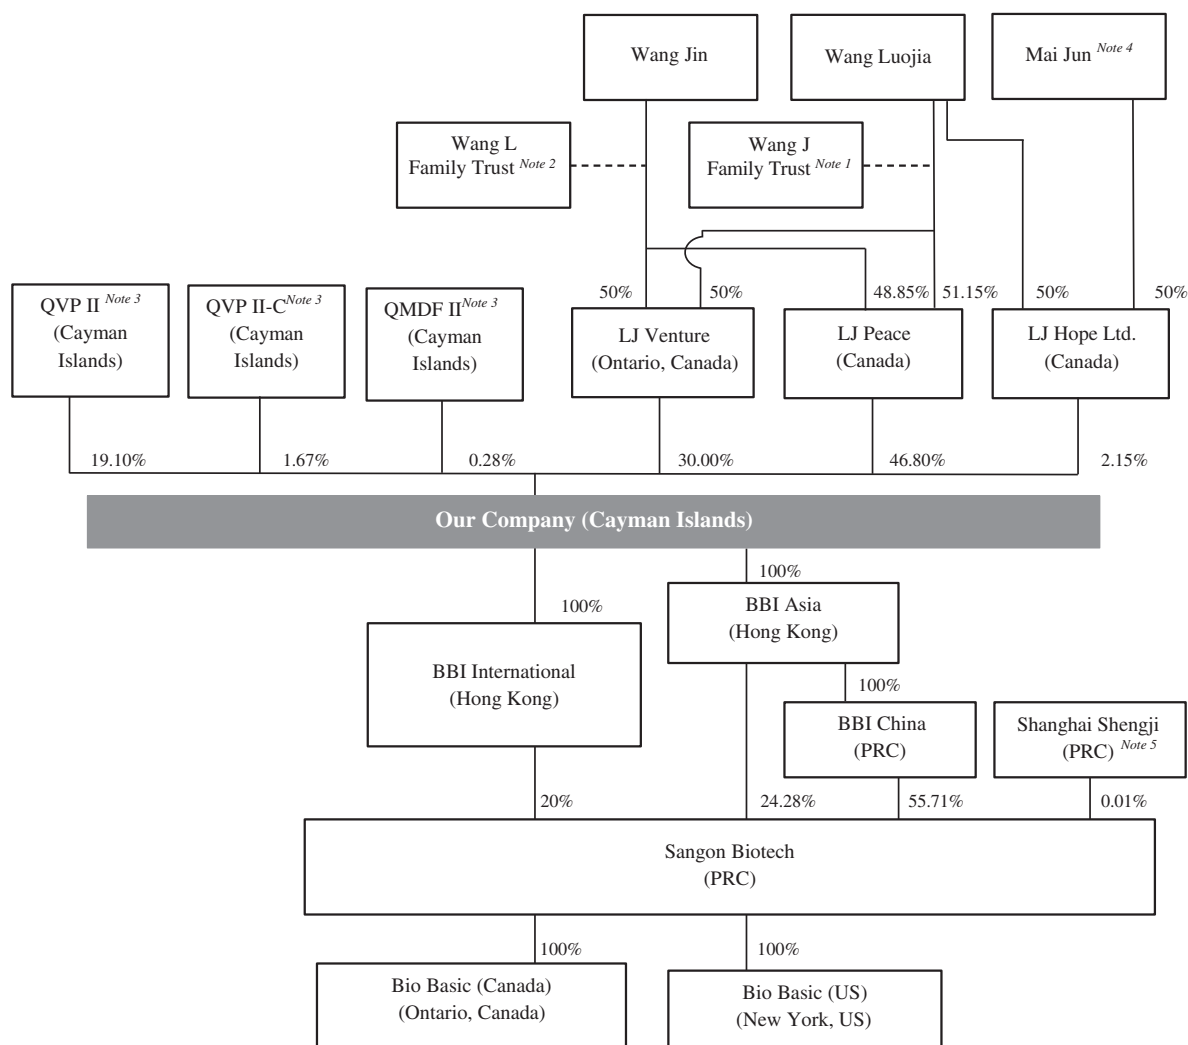 Wang Jin
Wang Luojia
Mai Jun Note 4
Wang L
Family Trust Note 2
Wang J
Family Trust Note 1
50%
50%
48.85%
51.15%
50%
50%
QVP II Note 3
(Cayman
Islands)
QVP II-C Note 3
(Cayman
Islands)
QMDF II Note 3
(Cayman
Islands)
LJ Venture
(Ontario, Canada)
LJ Peace
(Canada)
LJ Hope Ltd.
(Canada)
19.10%
1.67%
0.28%
30.00%
46.80%
2.15%
Our Company (Cayman Islands)
100%
100%
BBI Asia
(Hong Kong)
BBI International
(Hong Kong)
100%
BBI China
(PRC)
Shanghai Shengji
(PRC) Note 5
20%
24.28%
55.71%
0.01%
Sangon Biotech
(PRC)
100%
100%
Bio Basic (Canada)
(Ontario, Canada)
Bio Basic (US)
(New York, US)